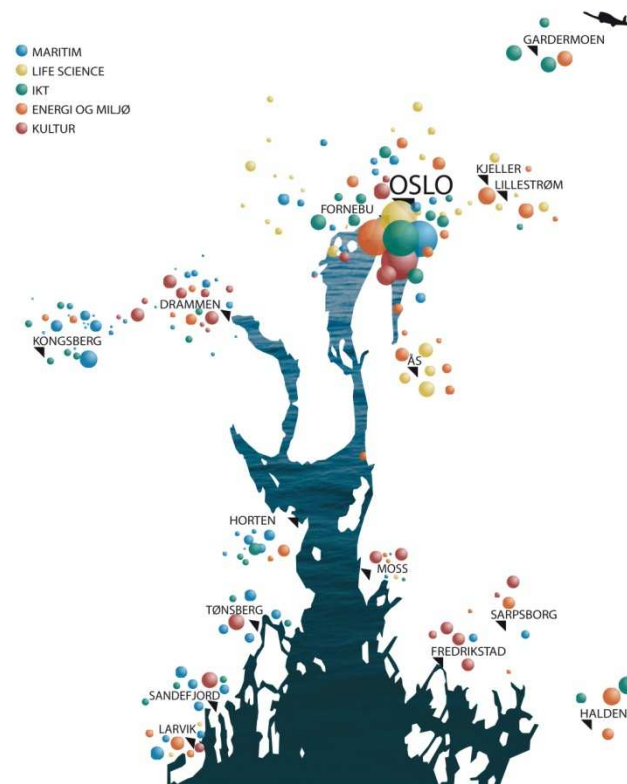 MARITIM
LIFE SCIENCE
IKT
ENERGI OG MILJØ
KULTUR
GARDERMOEN
KJELLER
OSLO
LILLESTRØM
FORNEBU
DRAMMEN
KONGSBERG
ÅS
HORTEN
MOSS
TØNSBERG
SARPSBORG
FREDRIKSTAD
SANDEFJORD
HALDEN
LARVIK